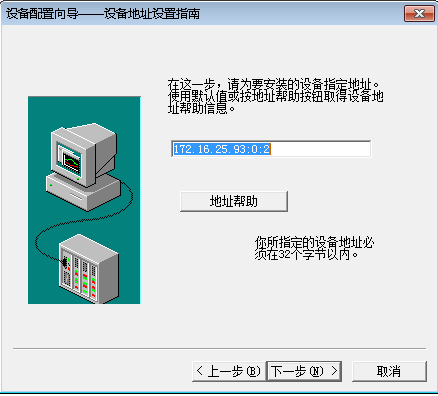 设备配置向导——设备地址设置指南
在这一步，请为要安装的设备指定地址。
使用默认值或按地址帮助按钮取得设备地
址帮助信息。
172.16.25.93:0:2
地址帮助
你所指定的设备地址必
须在32个字节以内。
< 上一步(B) 下一步(N) > 取消